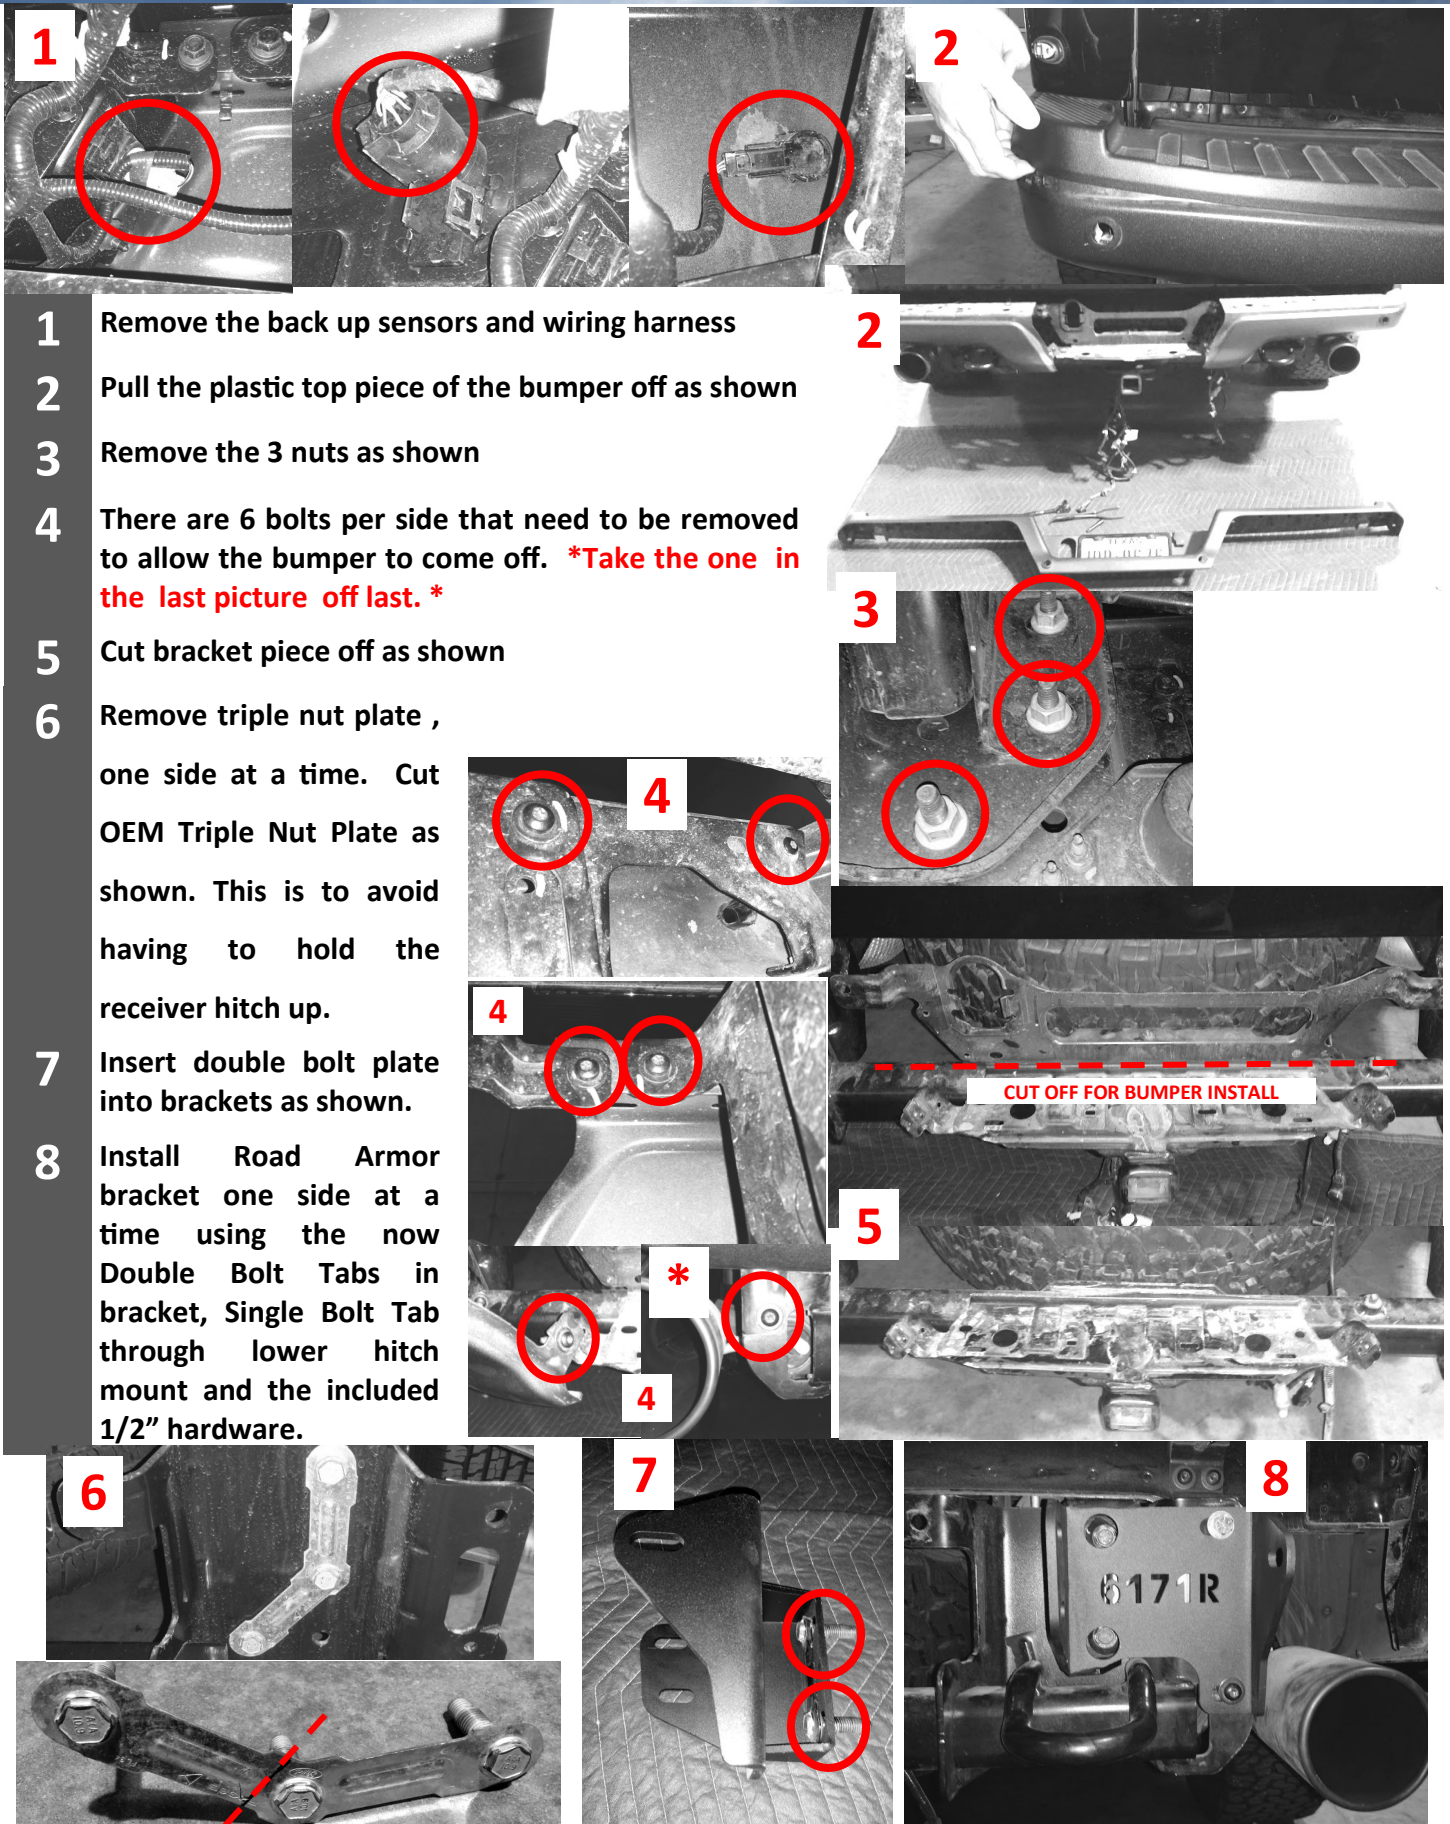 1
2
1 Remove the back up sensors and wiring harness
2
2 Pull the plastic top piece of the bumper off as shown
3 Remove the 3 nuts as shown
4 There are 6 bolts per side that need to be removed
to allow the bumper to come off. *Take the one in
the last picture off last. *
3
5 Cut bracket piece off as shown
6 Remove triple nut plate ,
one side at a time. Cut
OEM Triple Nut Plate as
shown. This is to avoid
having to hold the
receiver hitch up.
7 Insert double bolt plate
into brackets as shown.
8 Install Road Armor
bracket one side at a
time using the now
Double Bolt Tabs in
bracket, Single Bolt Tab
through lower hitch
mount and the included
1/2” hardware.
4
4
*
4
CUT OFF FOR BUMPER INSTALL
5
6
7
8
6171R